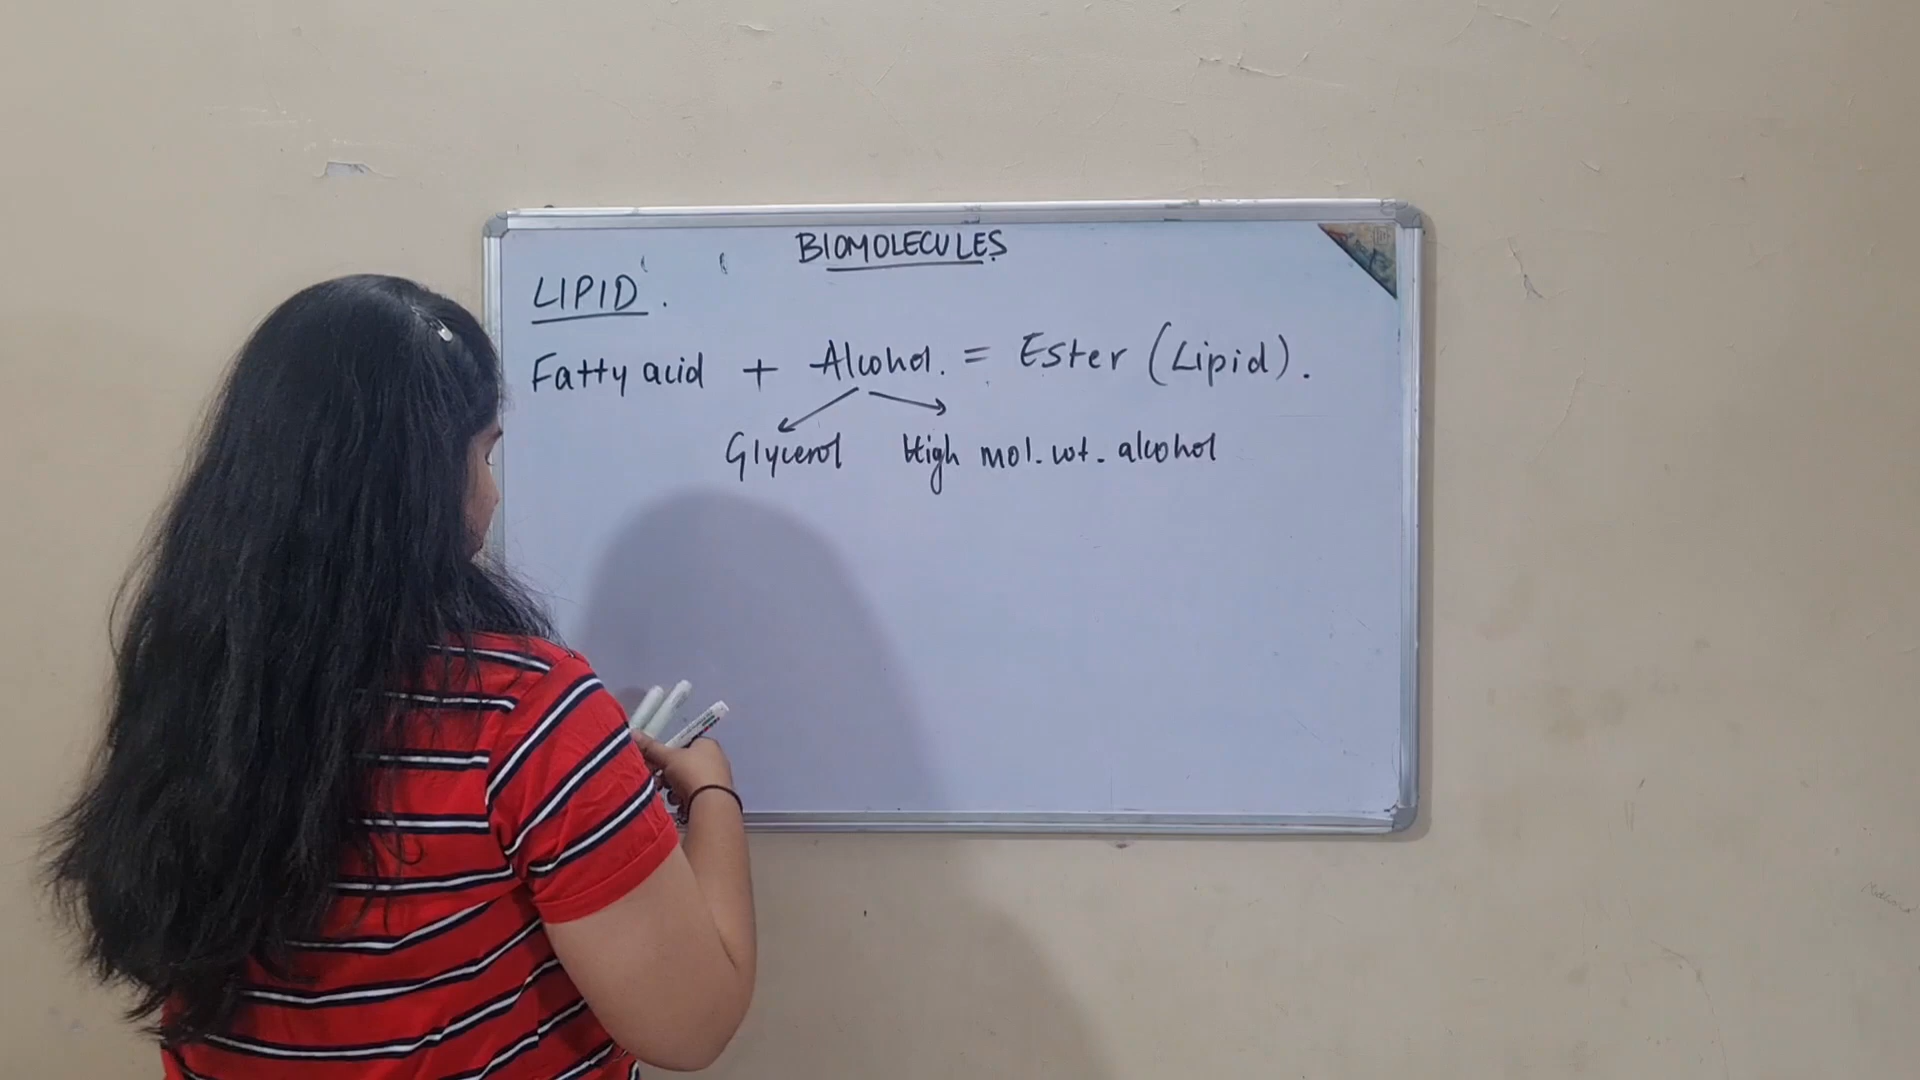 BIOMOLECULES
LIPID.
Fatty acid + Alcohol. = Ester (Lipid).
Glycerol High mol. wt. alcohol